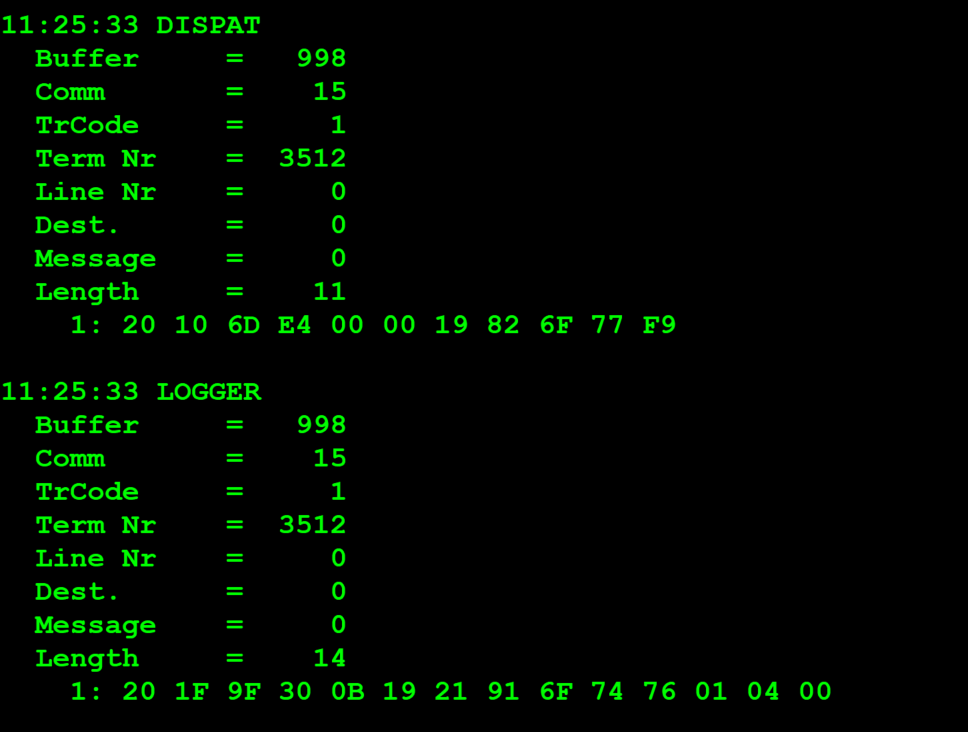 11:25:33 DISPAT
Buffer = 998
Comm = 15
TrCode = 1
Term Nr = 3512
Line Nr = 0
Dest. = 0
Message = 0
Length = 11
1: 20 10 6D E4 00 00 19 82 6F 77 F9
11:25:33 LOGGER
Buffer = 998
Comm = 15
TrCode = 1
Term Nr = 3512
Line Nr = 0
Dest. = 0
Message = 0
Length = 14
1: 20 1F 9F 30 0B 19 21 91 6F 74 76 01 04 00